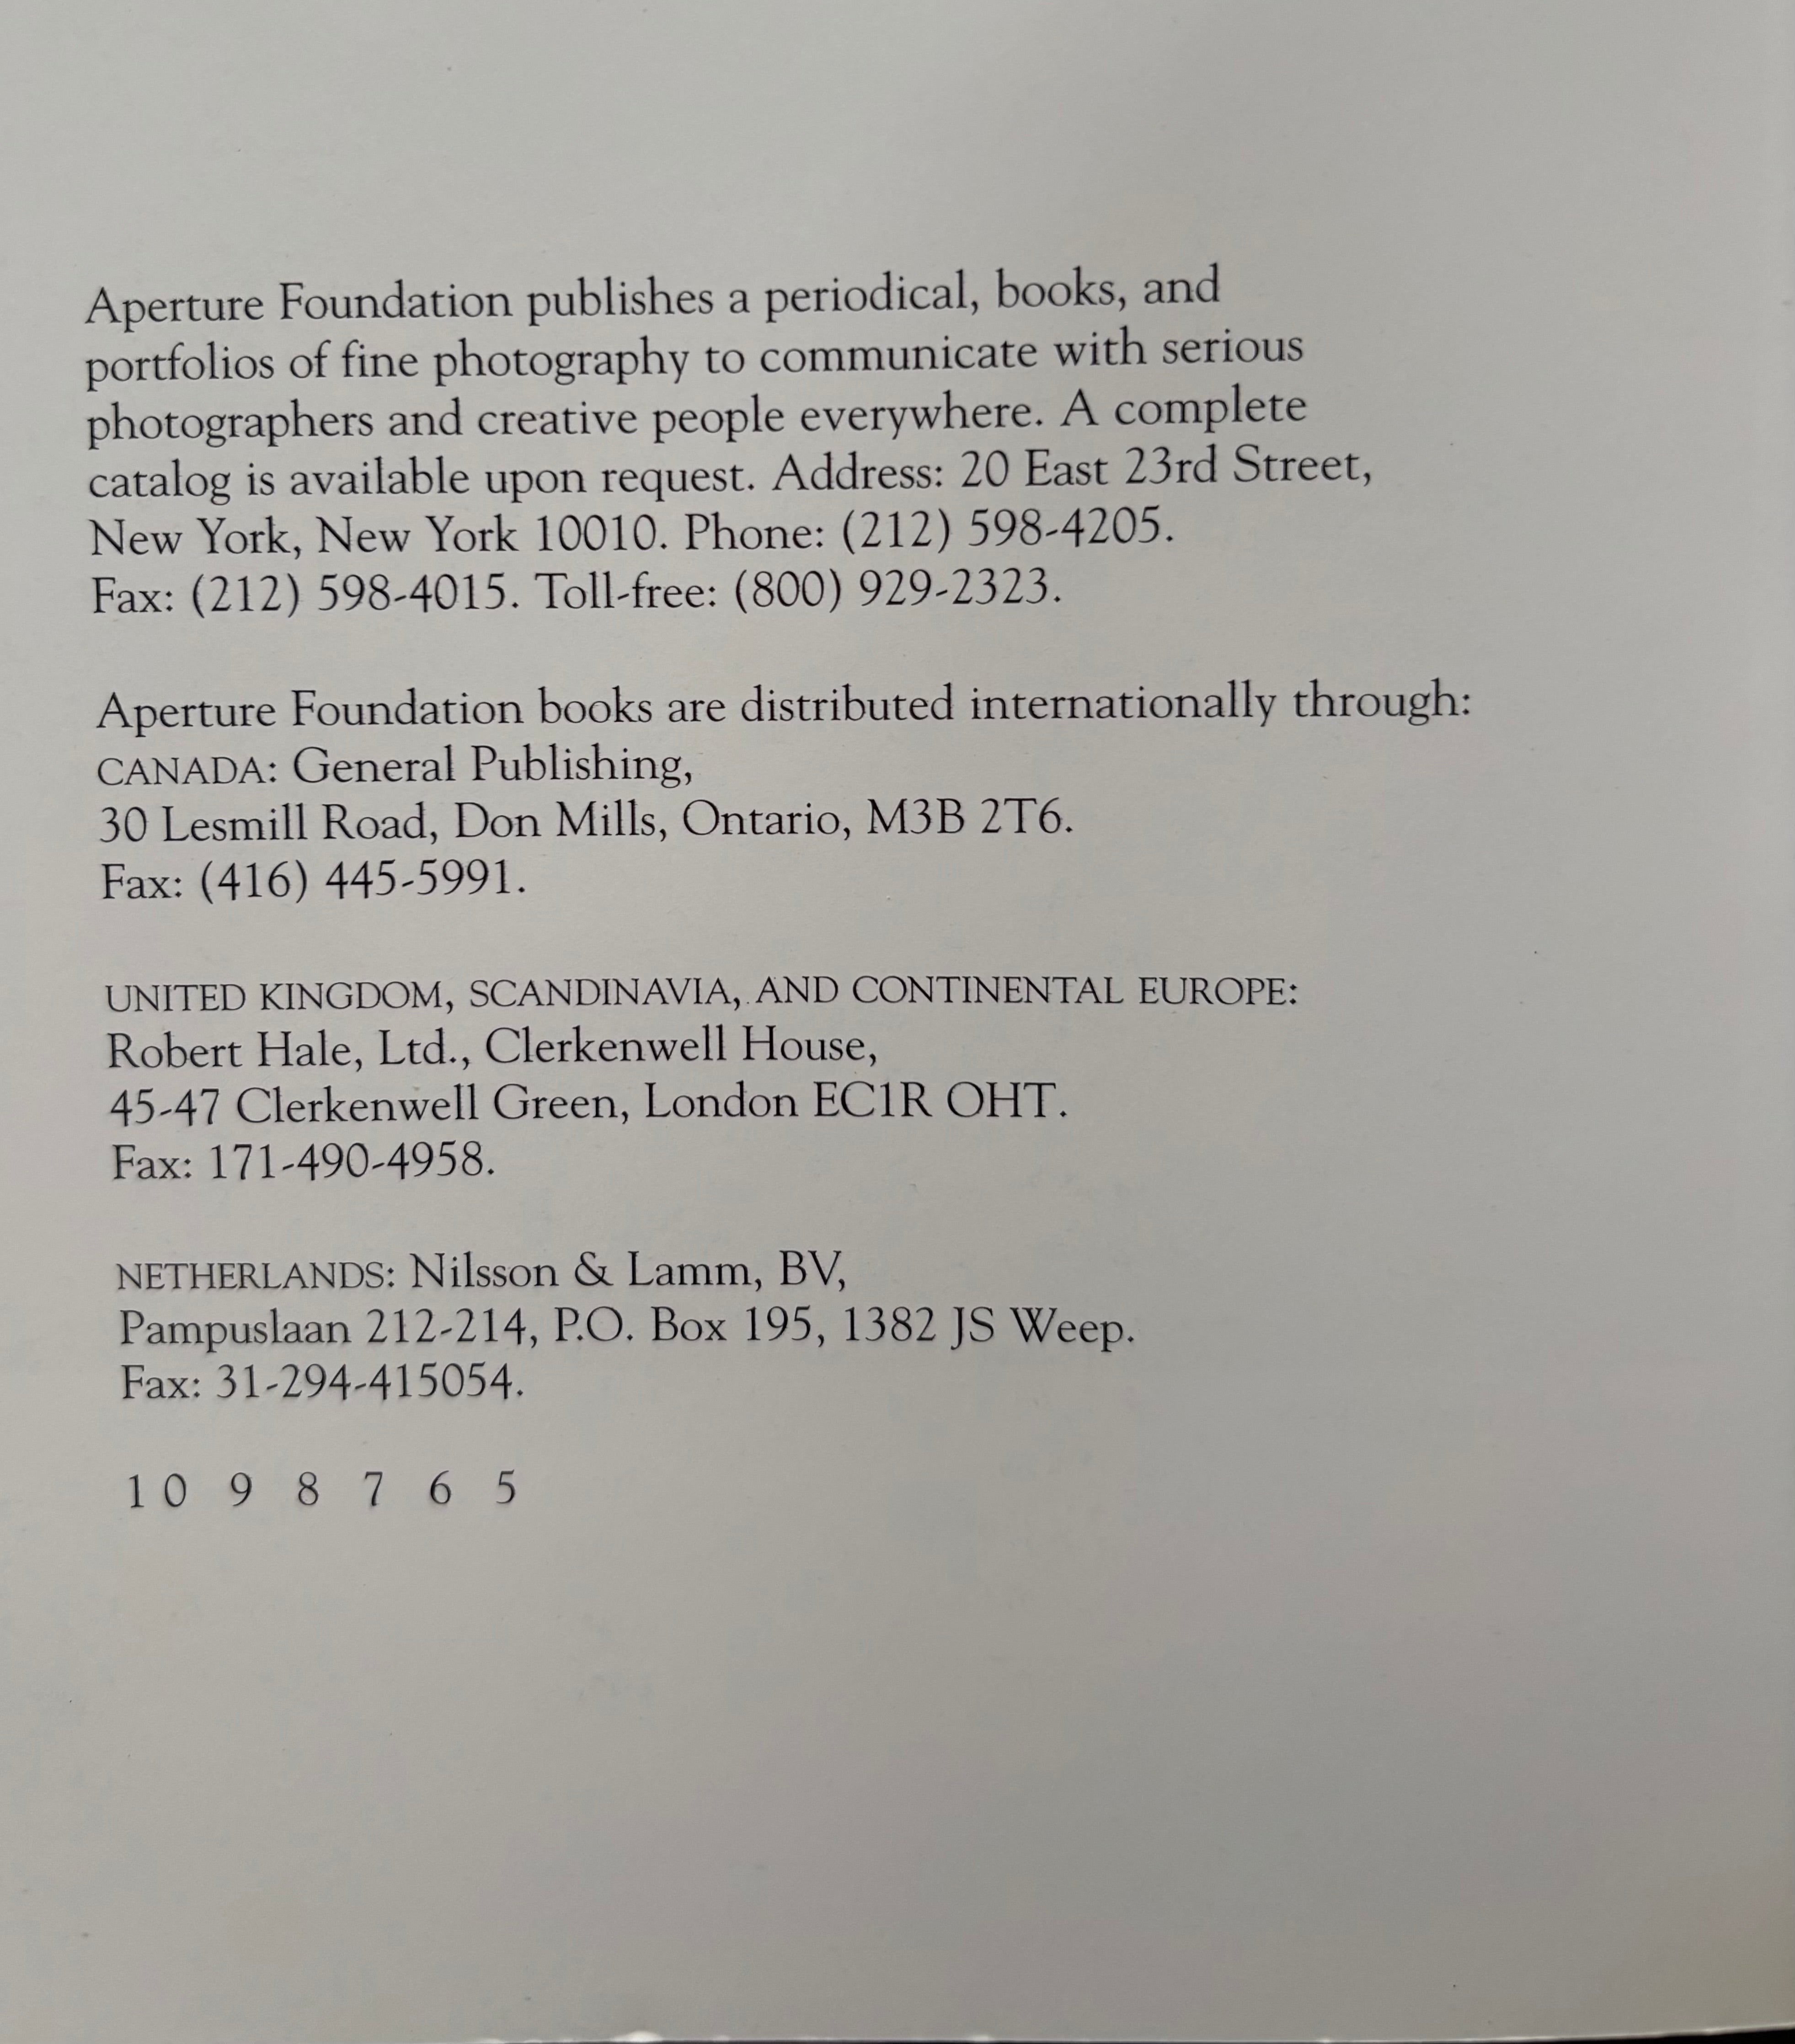 Aperture Foundation publishes a periodical, books, and
portfolios of fine photography to communicate with serious
photographers and creative people everywhere. A complete
catalog is available upon request. Address: 20 East 23rd Street,
New York, New York 10010. Phone: (212) 598-4205.
Fax: (212) 598-4015. Toll-free: (800) 929-2323.
Aperture Foundation books are distributed internationally through:
CANADA: General Publishing,
30 Lesmill Road, Don Mills, Ontario, M3B 2T6.
Fax: (416) 445-5991.
UNITED KINGDOM, SCANDINAVIA, AND CONTINENTAL EUROPE:
Robert Hale, Ltd., Clerkenwell House,
45-47 Clerkenwell Green, London EC1R OHT.
Fax: 171-490-4958.
NETHERLANDS: Nilsson & Lamm, BV,
Pampuslaan 212-214, P.O. Box 195, 1382 JS Weep.
Fax: 31-294-415054.
10 9 8 7 6 5